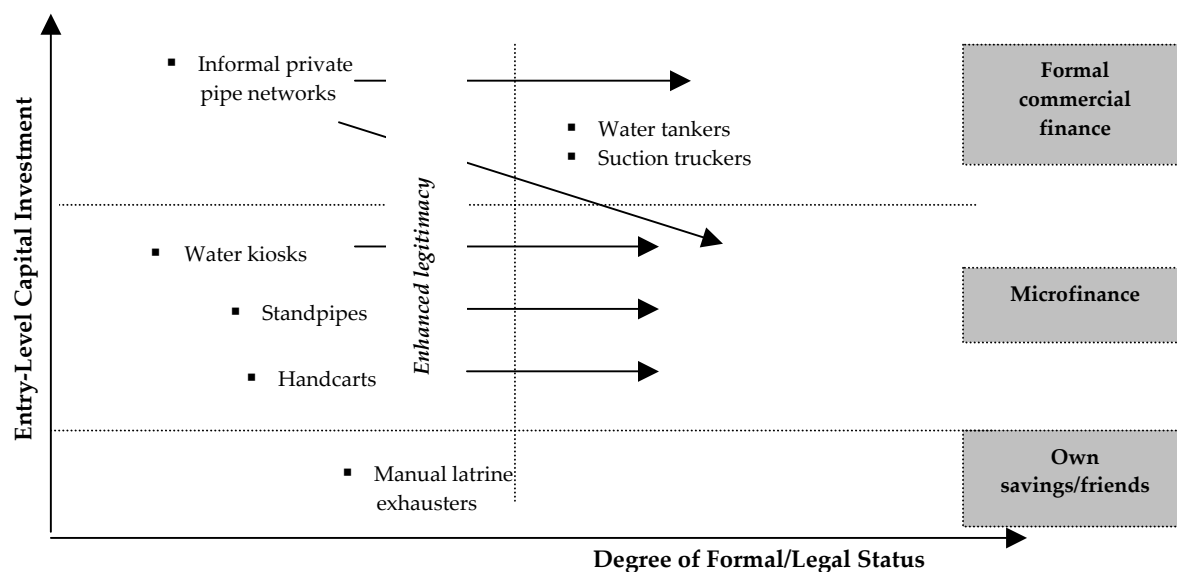 Entry-Level Capital Investment
Informal private
pipe networks
Water tankers
Suction truckers
Enhanced legitimacy
Water kiosks
Standpipes
Handcarts
Manual latrine
exhausters
Formal
commercial
finance
Microfinance
Own
savings/friends
Degree of Formal/Legal Status